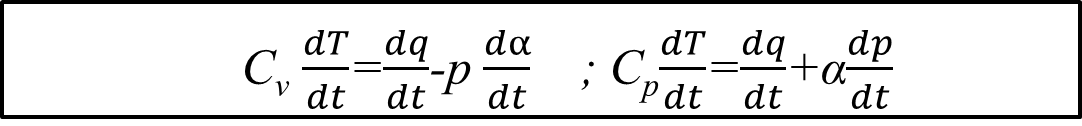 C_v dT/dt=dq/dt-p dα/dt ; C_p dT/dt=dq/dt+α dp/dt